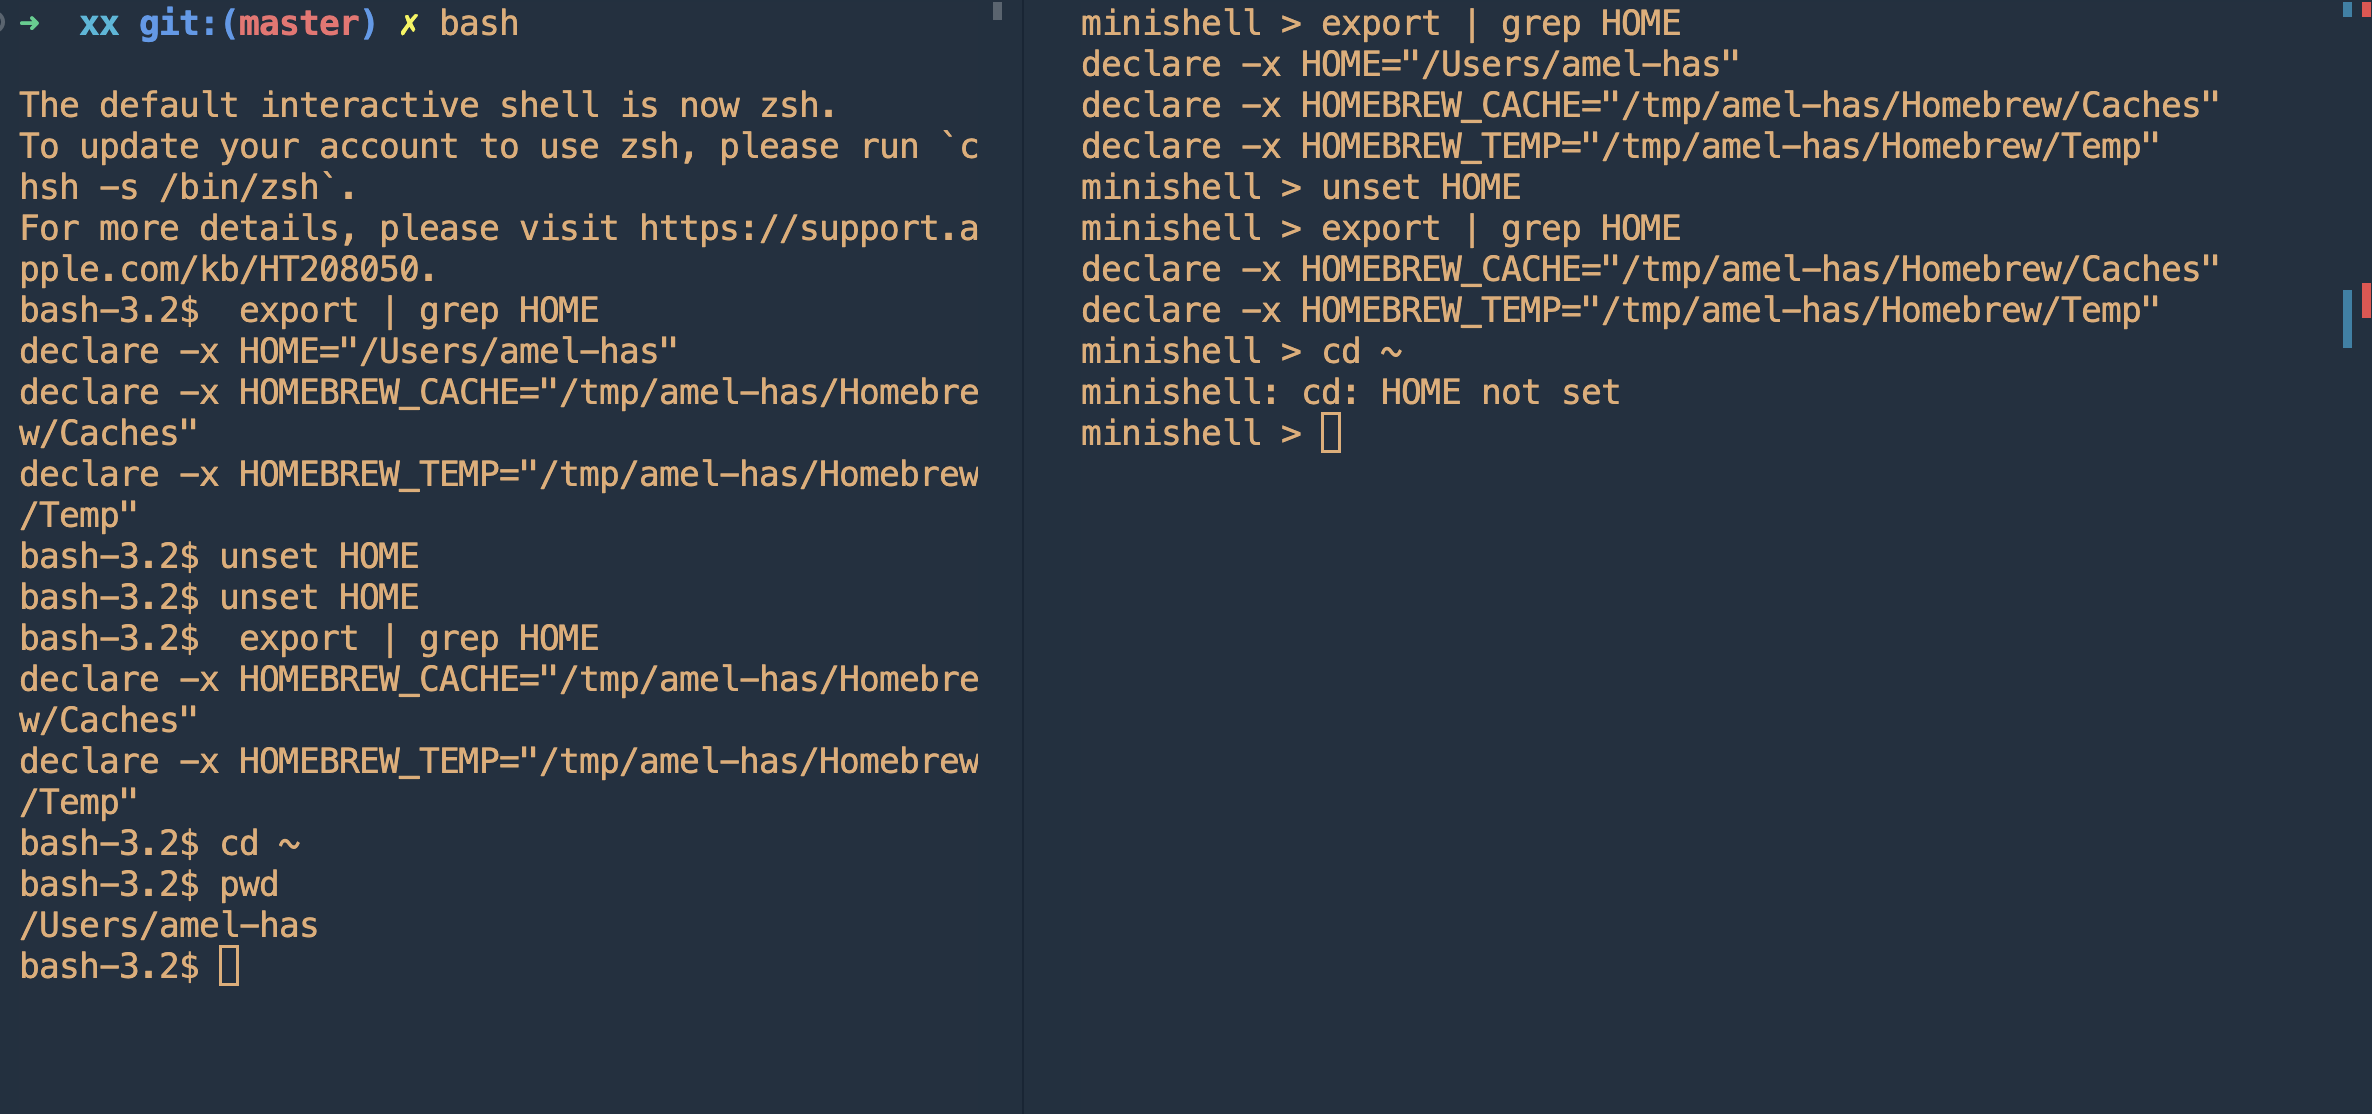 ➜  xx git:(master) ✗ bash
The default interactive shell is now zsh.
To update your account to use zsh, please run `c
hsh -s /bin/zsh`.
For more details, please visit https://support.a
pple.com/kb/HT208050.
bash-3.2$  export | grep HOME
declare -x HOME="/Users/amel-has"
declare -x HOMEBREW_CACHE="/tmp/amel-has/Homebre
w/Caches"
declare -x HOMEBREW_TEMP="/tmp/amel-has/Homebrew
/Temp"
bash-3.2$ unset HOME
bash-3.2$ unset HOME
bash-3.2$  export | grep HOME
declare -x HOMEBREW_CACHE="/tmp/amel-has/Homebre
w/Caches"
declare -x HOMEBREW_TEMP="/tmp/amel-has/Homebrew
/Temp"
bash-3.2$ cd ~
bash-3.2$ pwd
/Users/amel-has
bash-3.2$
minishell > export | grep HOME
declare -x HOME="/Users/amel-has"
declare -x HOMEBREW_CACHE="/tmp/amel-has/Homebrew/Caches"
declare -x HOMEBREW_TEMP="/tmp/amel-has/Homebrew/Temp"
minishell > unset HOME
minishell > export | grep HOME
declare -x HOMEBREW_CACHE="/tmp/amel-has/Homebrew/Caches"
declare -x HOMEBREW_TEMP="/tmp/amel-has/Homebrew/Temp"
minishell > cd ~
minishell: cd: HOME not set
minishell >